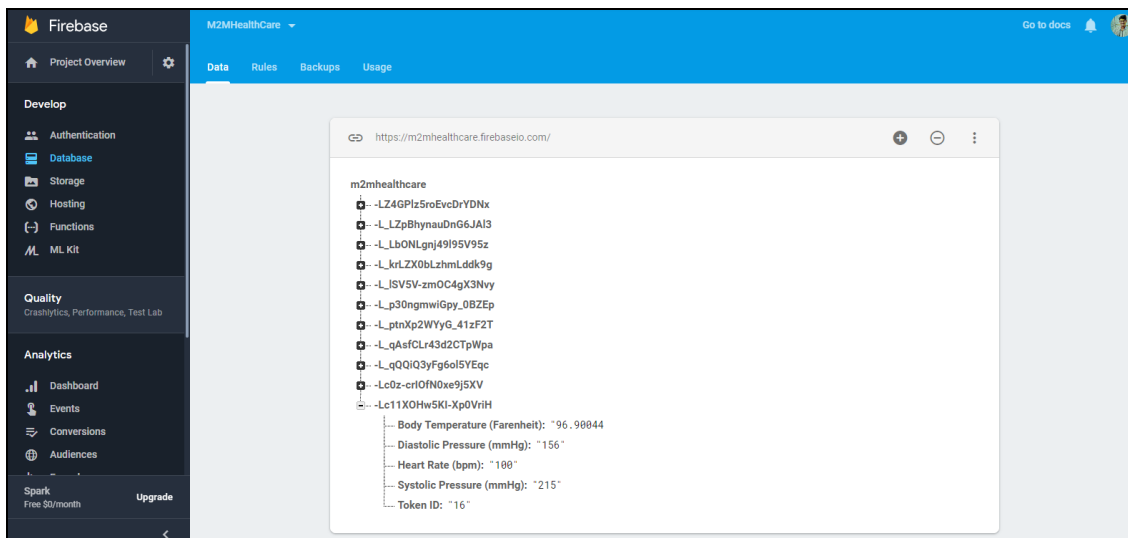 Firebase
Project Overview
Develop
Authentication
Database
Storage
Hosting
Functions
ML Kit
Quality
Crashlytics, Performance, Test Lab
Analytics
Dashboard
Events
Conversions
Audiences
Spark
Free $0/month
Upgrade
M2MHealthCare
Go to docs
Data Rules Backups Usage
https://m2mhealthcare.firebaseio.com/
m2mhealthcare
-LZ4GPlz5roEvcDrYDNx
-L_LZpBhynauDnG6JAl3
-L_LbONLgnj49l95V95z
-L_krLZX0bLzhmLddk9g
-L_lSV5V-zmOC4gX3Nvy
-L_p30ngmwiGpy_0BZEp
-L_ptnXp2WYyG_41zF2T
-L_qAsfCLr43d2CTpWpa
-L_qQQiQ3yFg6ol5YEqc
-Lc0z-crIOfN0xe9j5XV
-Lc11XOHw5KI-Xp0VriH
Body Temperature (Farenheit): "96.90044
Diastolic Pressure (mmHg): "156"
Heart Rate (bpm): "100"
Systolic Pressure (mmHg): "215"
Token ID: "16"